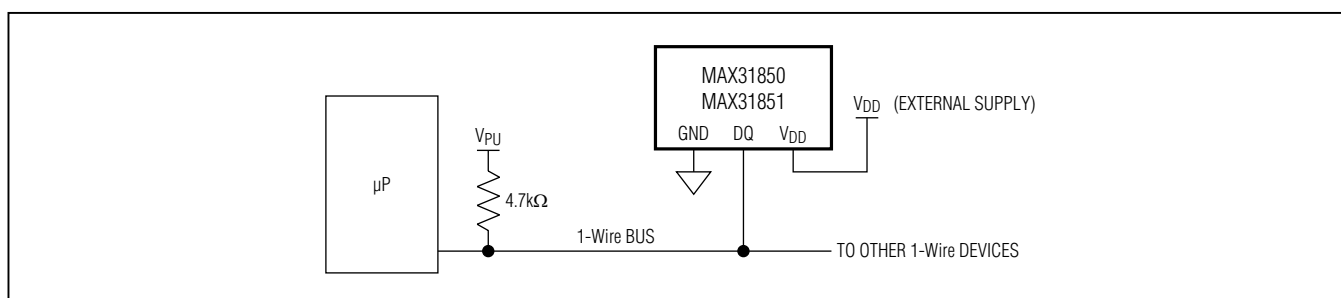 MAX31850
MAX31851
GND DQ VDD
VDD (EXTERNAL SUPPLY)
VPU
4.7kΩ
µP
1-Wire BUS
TO OTHER 1-Wire DEVICES